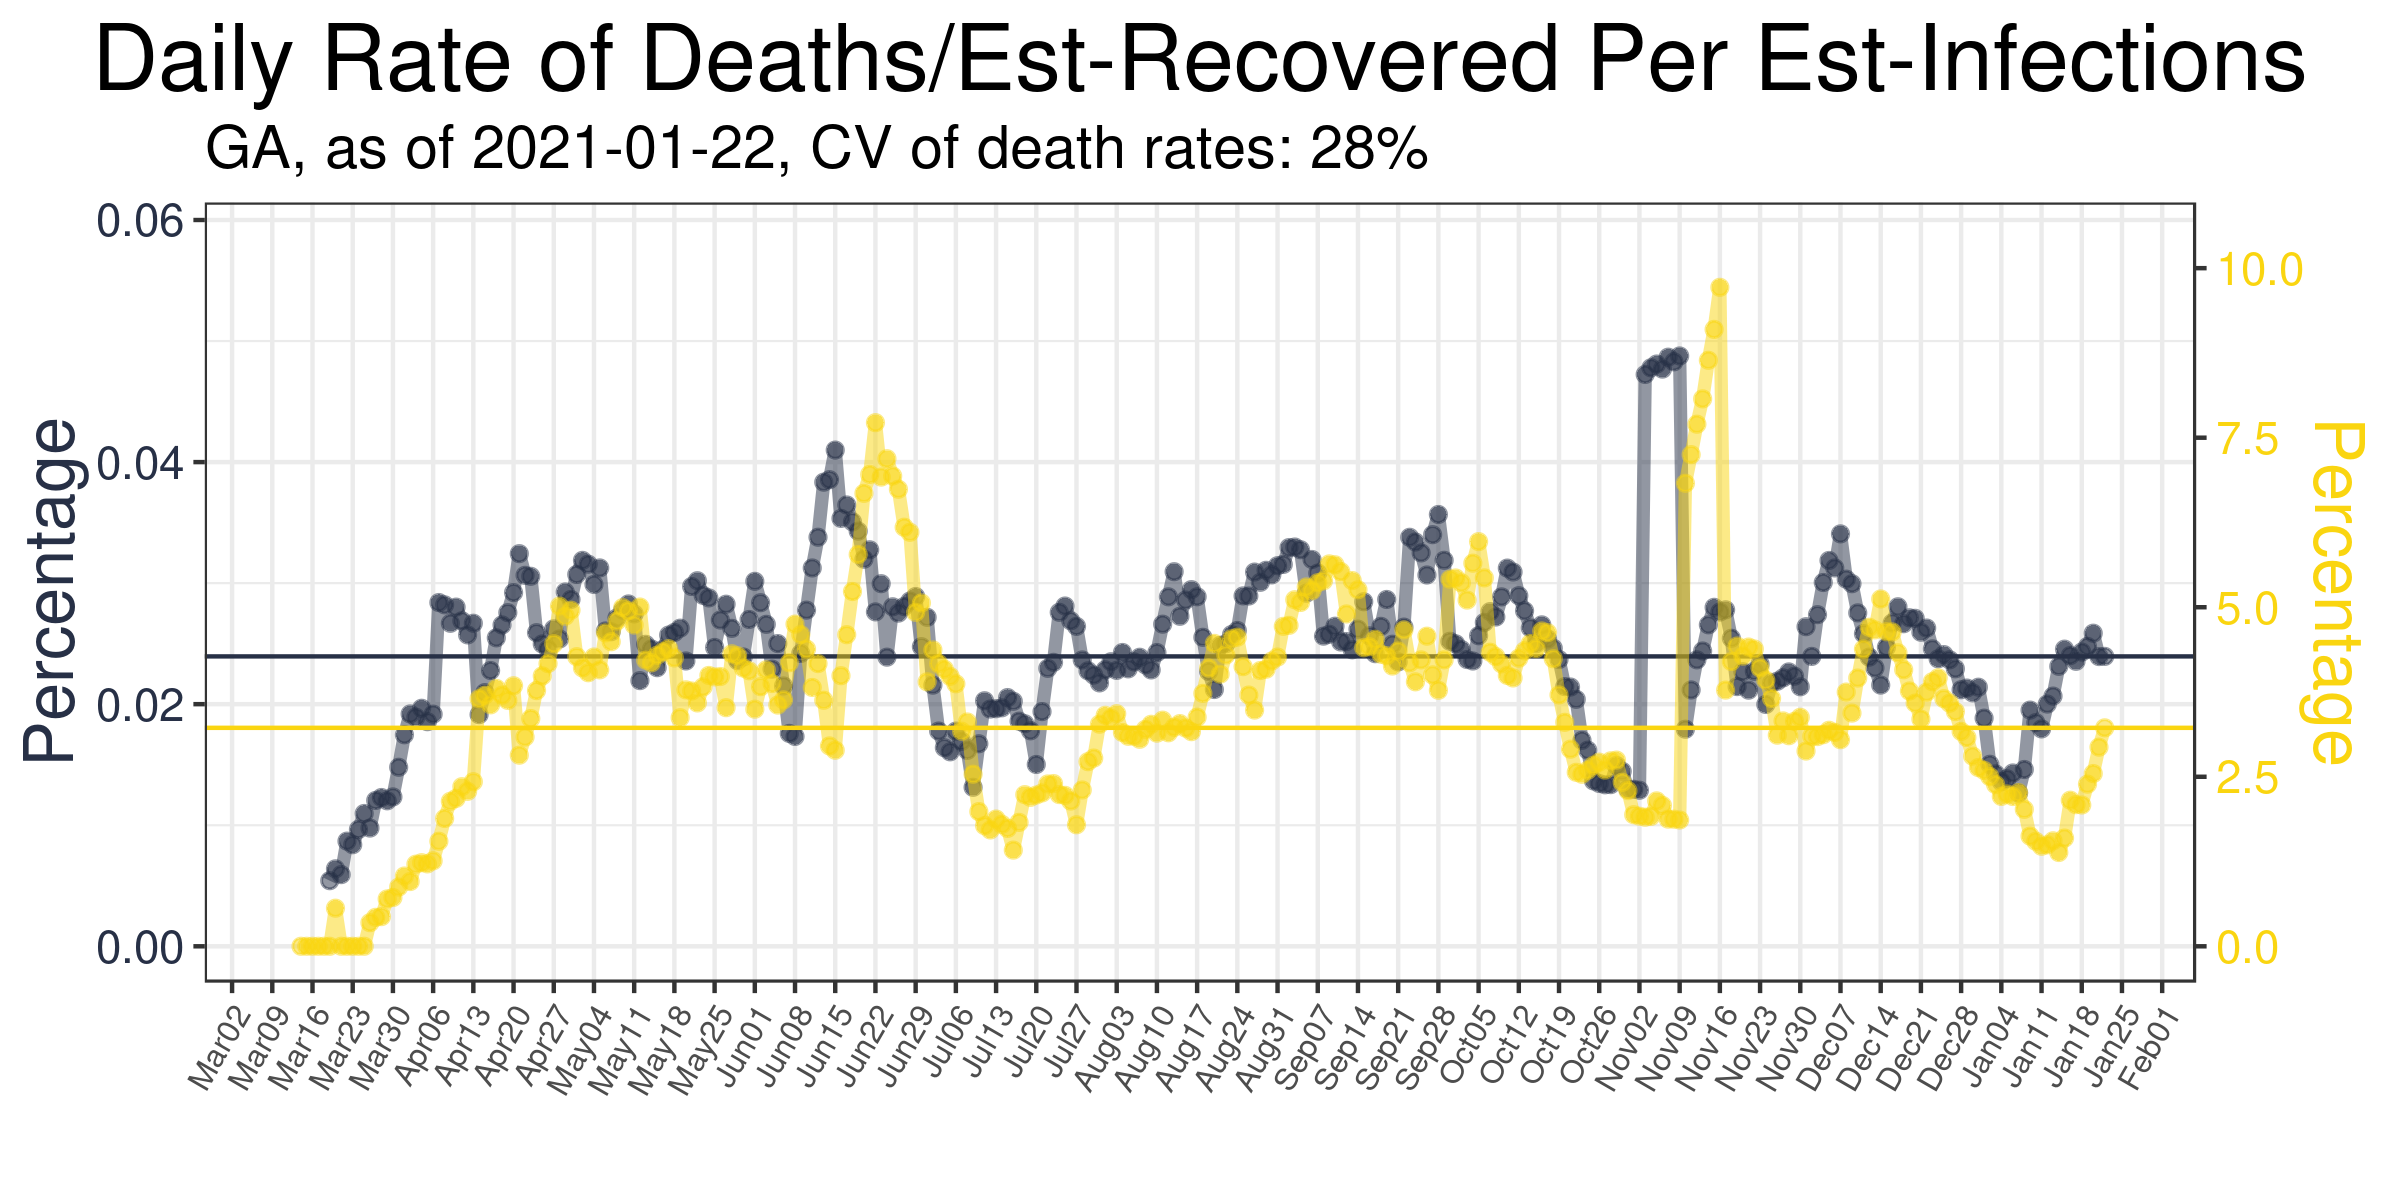 Daily Rate of Deaths/Est-Recovered Per Est-Infections
GA, as of 2021-01-22, CV of death rates: 28%
Percentage
0.06
0.04
0.02
0.00
10.0
7.5
5.0
2.5
0.0
Percentage
Mar02
Mar09
Mar16
Mar23
Mar30
Apr06
Apr13
Apr20
Apr27
May04
May11
May18
May25
Jun01
Jun08
Jun15
Jun22
Jun29
Jul06
Jul13
Jul20
Jul27
Aug03
Aug10
Aug17
Aug24
Aug31
Sep07
Sep14
Sep21
Sep28
Oct05
Oct12
Oct19
Oct26
Nov02
Nov09
Nov16
Nov23
Nov30
Dec07
Dec14
Dec21
Dec28
Jan04
Jan11
Jan18
Jan25
Feb01